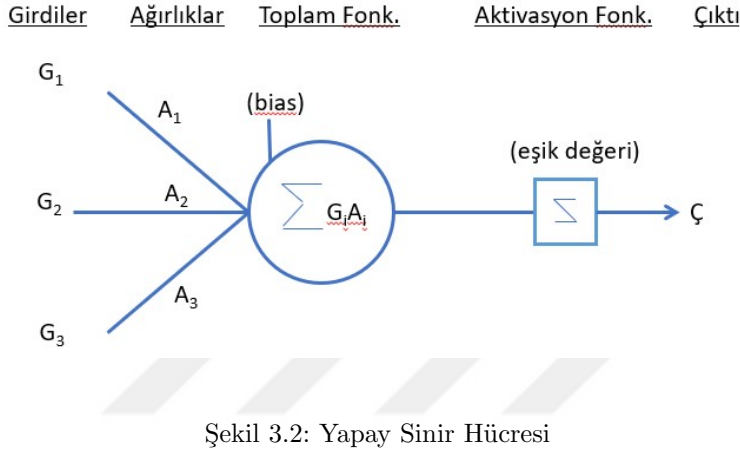 Girdiler Ağırlıklar Toplam Fonk. Aktivasyon Fonk. Çıktı
G₁
A₁
(bias)
(eşik değeri)
G₂
A₂
∑ GᵢAᵢ
Ç
A₃
G₃
Şekil 3.2: Yapay Sinir Hücresi